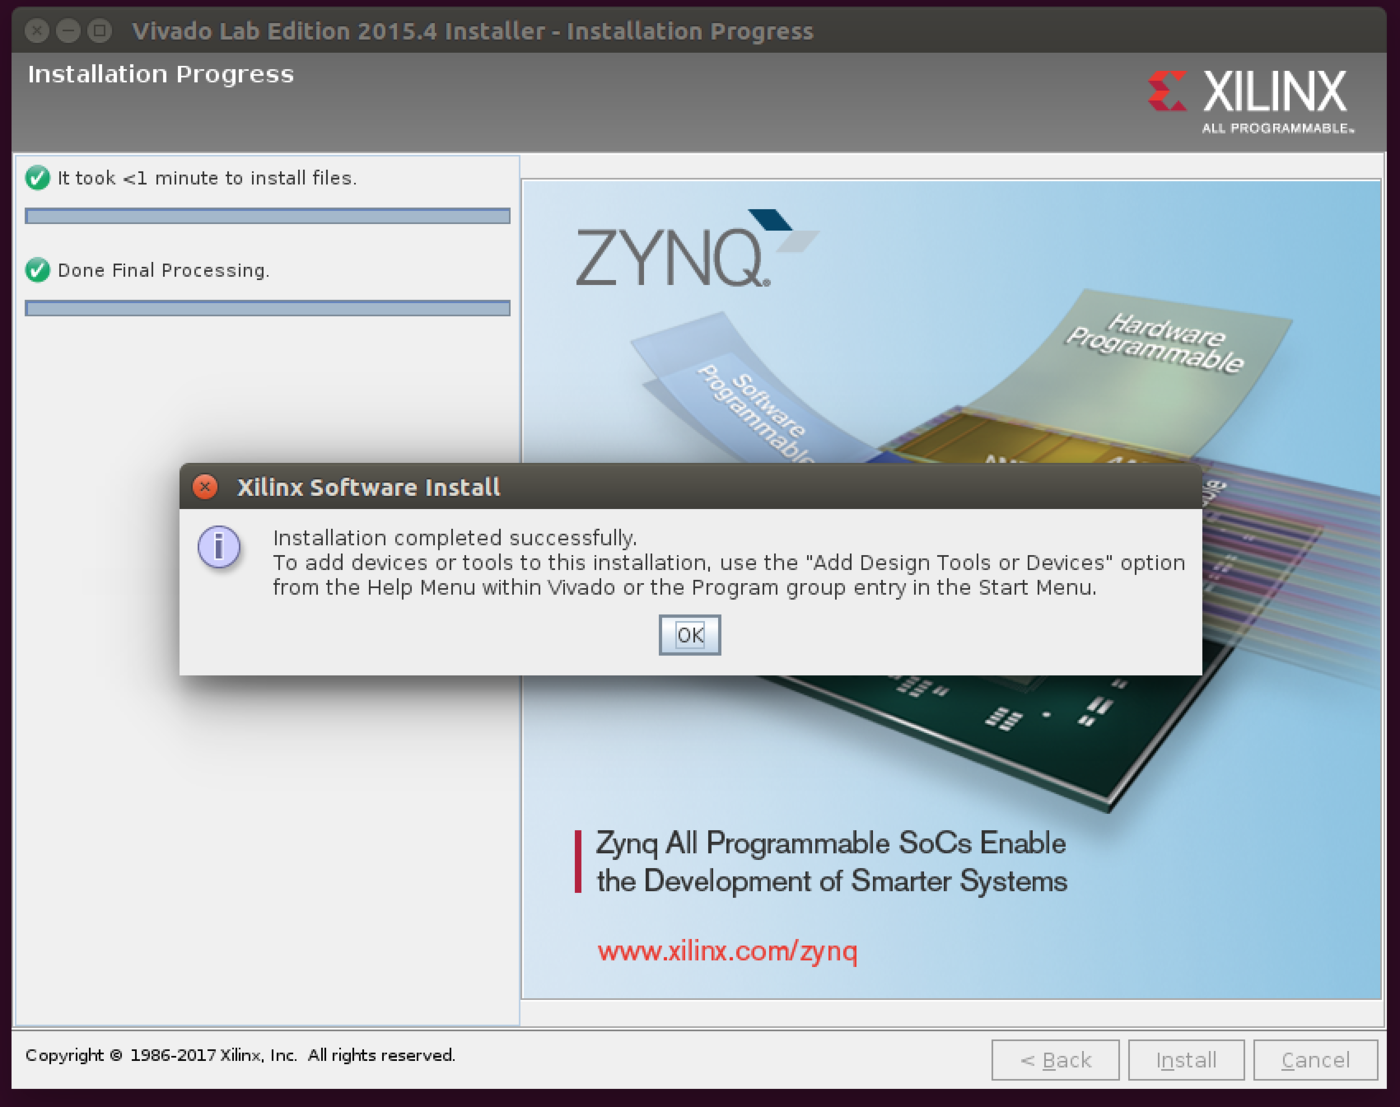 Vivado Lab Edition 2015.4 Installer - Installation Progress
Installation Progress
XILINX
ALL PROGRAMMABLE™
It took <1 minute to install files.
Done Final Processing.
ZYNQ®
Hardware
Programmable
Software
Programmable
Xilinx Software Install
Installation completed successfully.
To add devices or tools to this installation, use the "Add Design Tools or Devices" option
from the Help Menu within Vivado or the Program group entry in the Start Menu.
OK
Zynq All Programmable SoCs Enable
the Development of Smarter Systems
www.xilinx.com/zynq
Copyright © 1986-2017 Xilinx, Inc. All rights reserved.
< Back
Install
Cancel